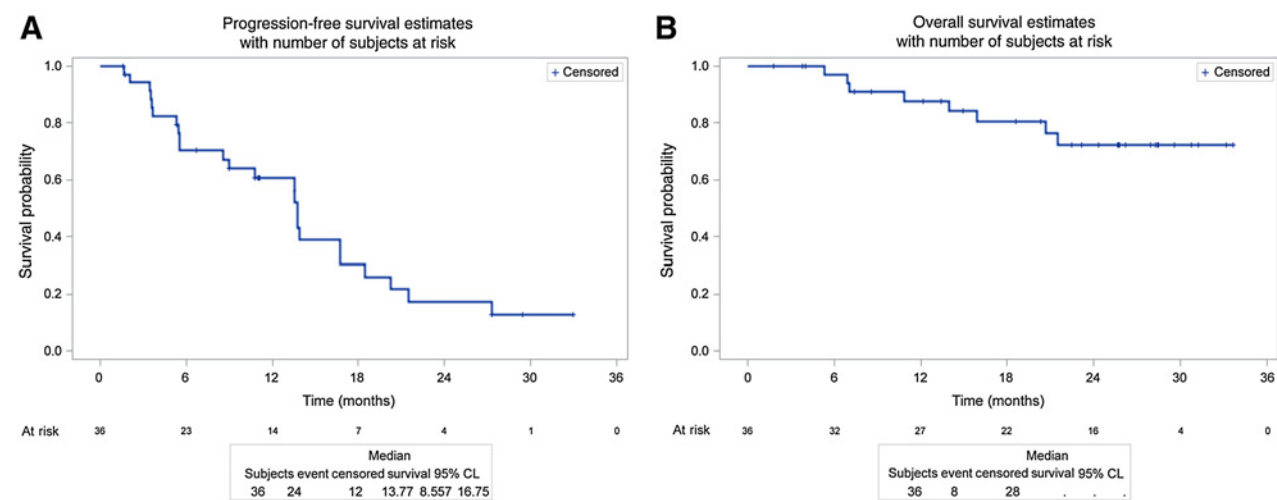 A
Progression-free survival estimates
with number of subjects at risk
+ Censored
Survival probability
1.0
0.8
0.6
0.4
0.2
0.0
0 6 12 18 24 30 36
Time (months)
At risk 36 23 14 7 4 1 0
Median
Subjects event censored survival 95% CL
36 24 12 13.77 8.557 16.75
B
Overall survival estimates
with number of subjects at risk
+ Censored
Survival probability
1.0
0.8
0.6
0.4
0.2
0.0
0 6 12 18 24 30 36
Time (months)
At risk 36 32 27 22 16 4 0
Median
Subjects event censored survival 95% CL
36 8 28 . . .